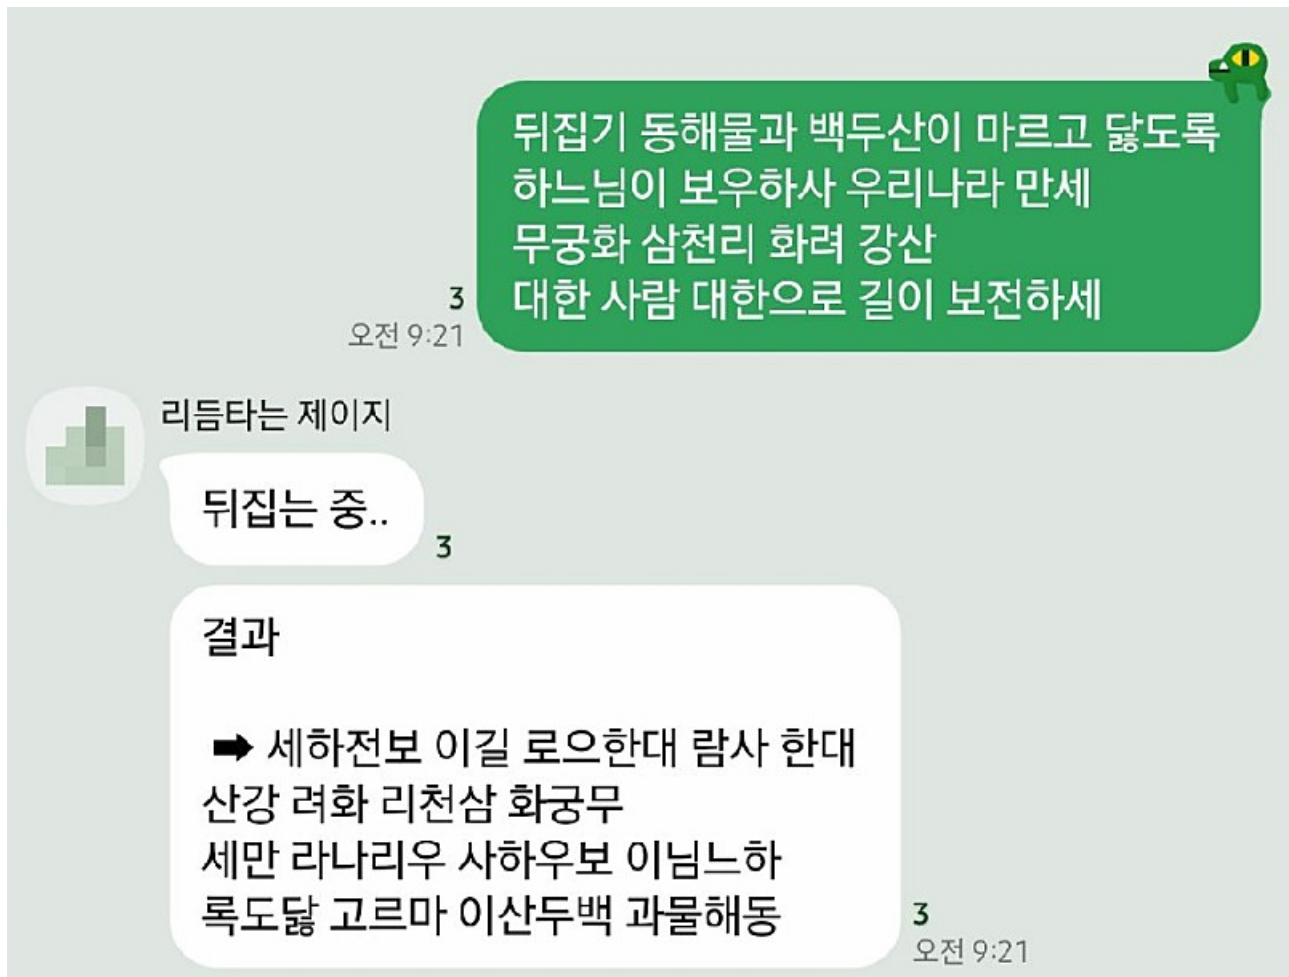 뒤집기 동해물과 백두산이 마르고 닳도록
하느님이 보우하사 우리나라 만세
무궁화 삼천리 화려 강산
대한 사람 대한으로 길이 보전하세
3
오전 9:21
리듬타는 제이지
뒤집는 중..
3
결과
➡ 세하전보 이길 로으한대 람사 한대
산강 려화 리천삼 화궁무
세만 라나리우 사하우보 이님느하
록도닳 고르마 이산두백 과물해동
3
오전 9:21